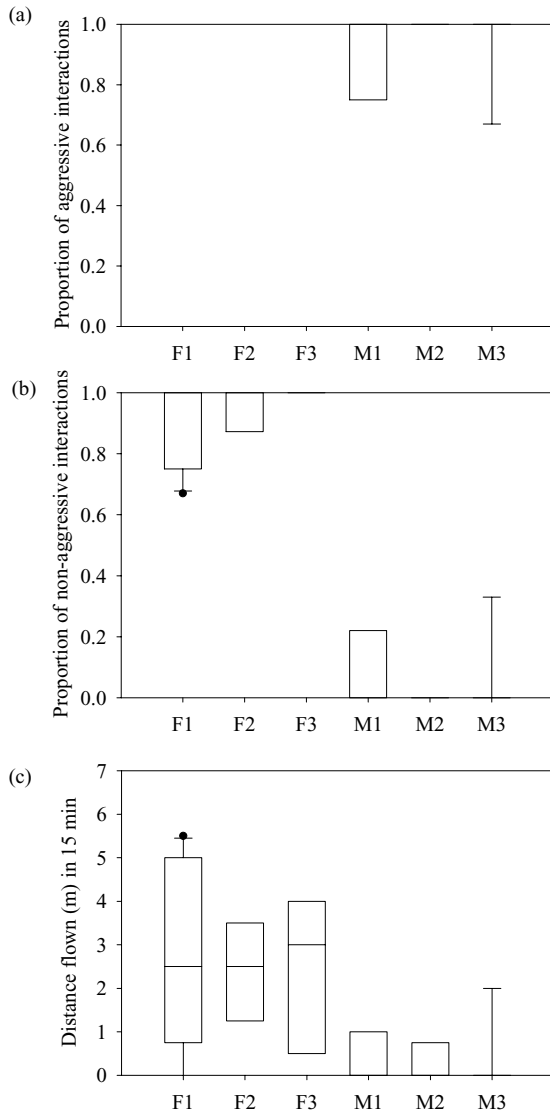 (a)
Proportion of aggressive interactions
1.0
0.8
0.6
0.4
0.2
0.0
F1 F2 F3 M1 M2 M3
(b)
Proportion of non-aggressive interactions
1.0
0.8
0.6
0.4
0.2
0.0
F1 F2 F3 M1 M2 M3
(c)
Distance flown (m) in 15 min
7
6
5
4
3
2
1
0
F1 F2 F3 M1 M2 M3